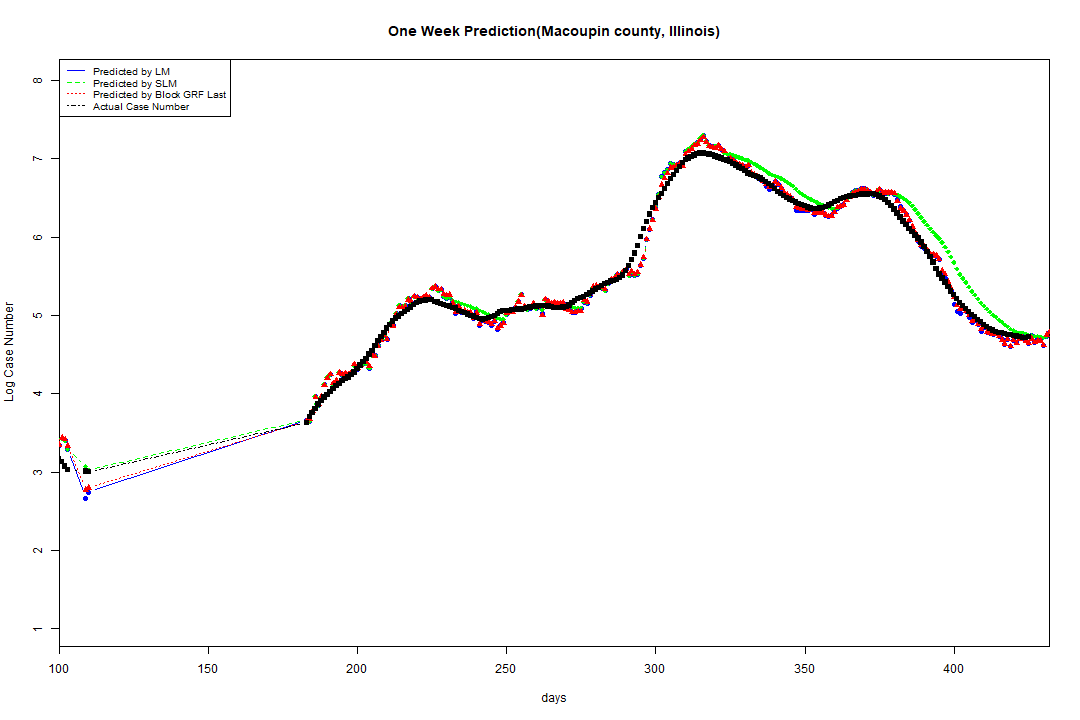 One Week Prediction(Macoupin county, Illinois)
Predicted by LM
Predicted by SLM
Predicted by Block GRF Last
Actual Case Number
8
7
6
5
4
3
2
1
Log Case Number
100 150 200 250 300 350 400
days